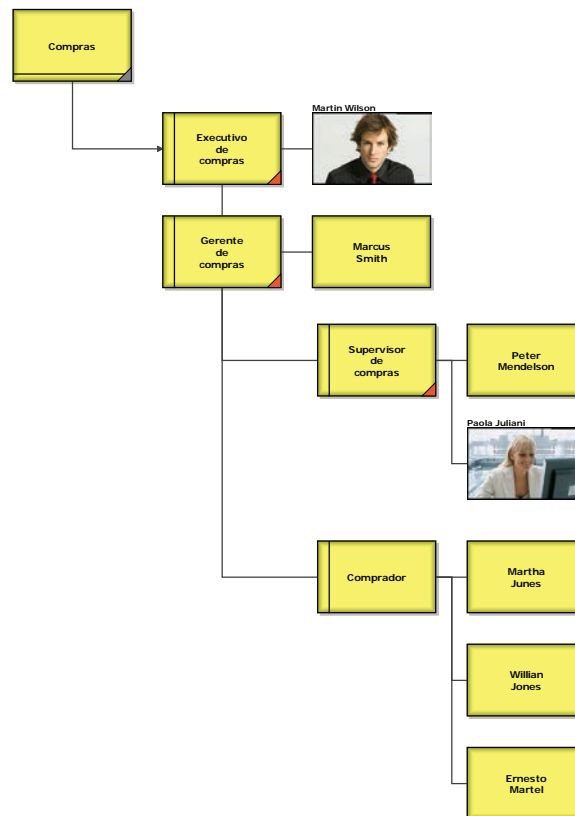 Compras
Martin Wilson
Executivo
de
compras
Gerente
de
compras
Marcus
Smith
Supervisor
de
compras
Peter
Mendelson
Paola Juliani
Comprador
Martha
Junes
Willian
Jones
Ernesto
Martel